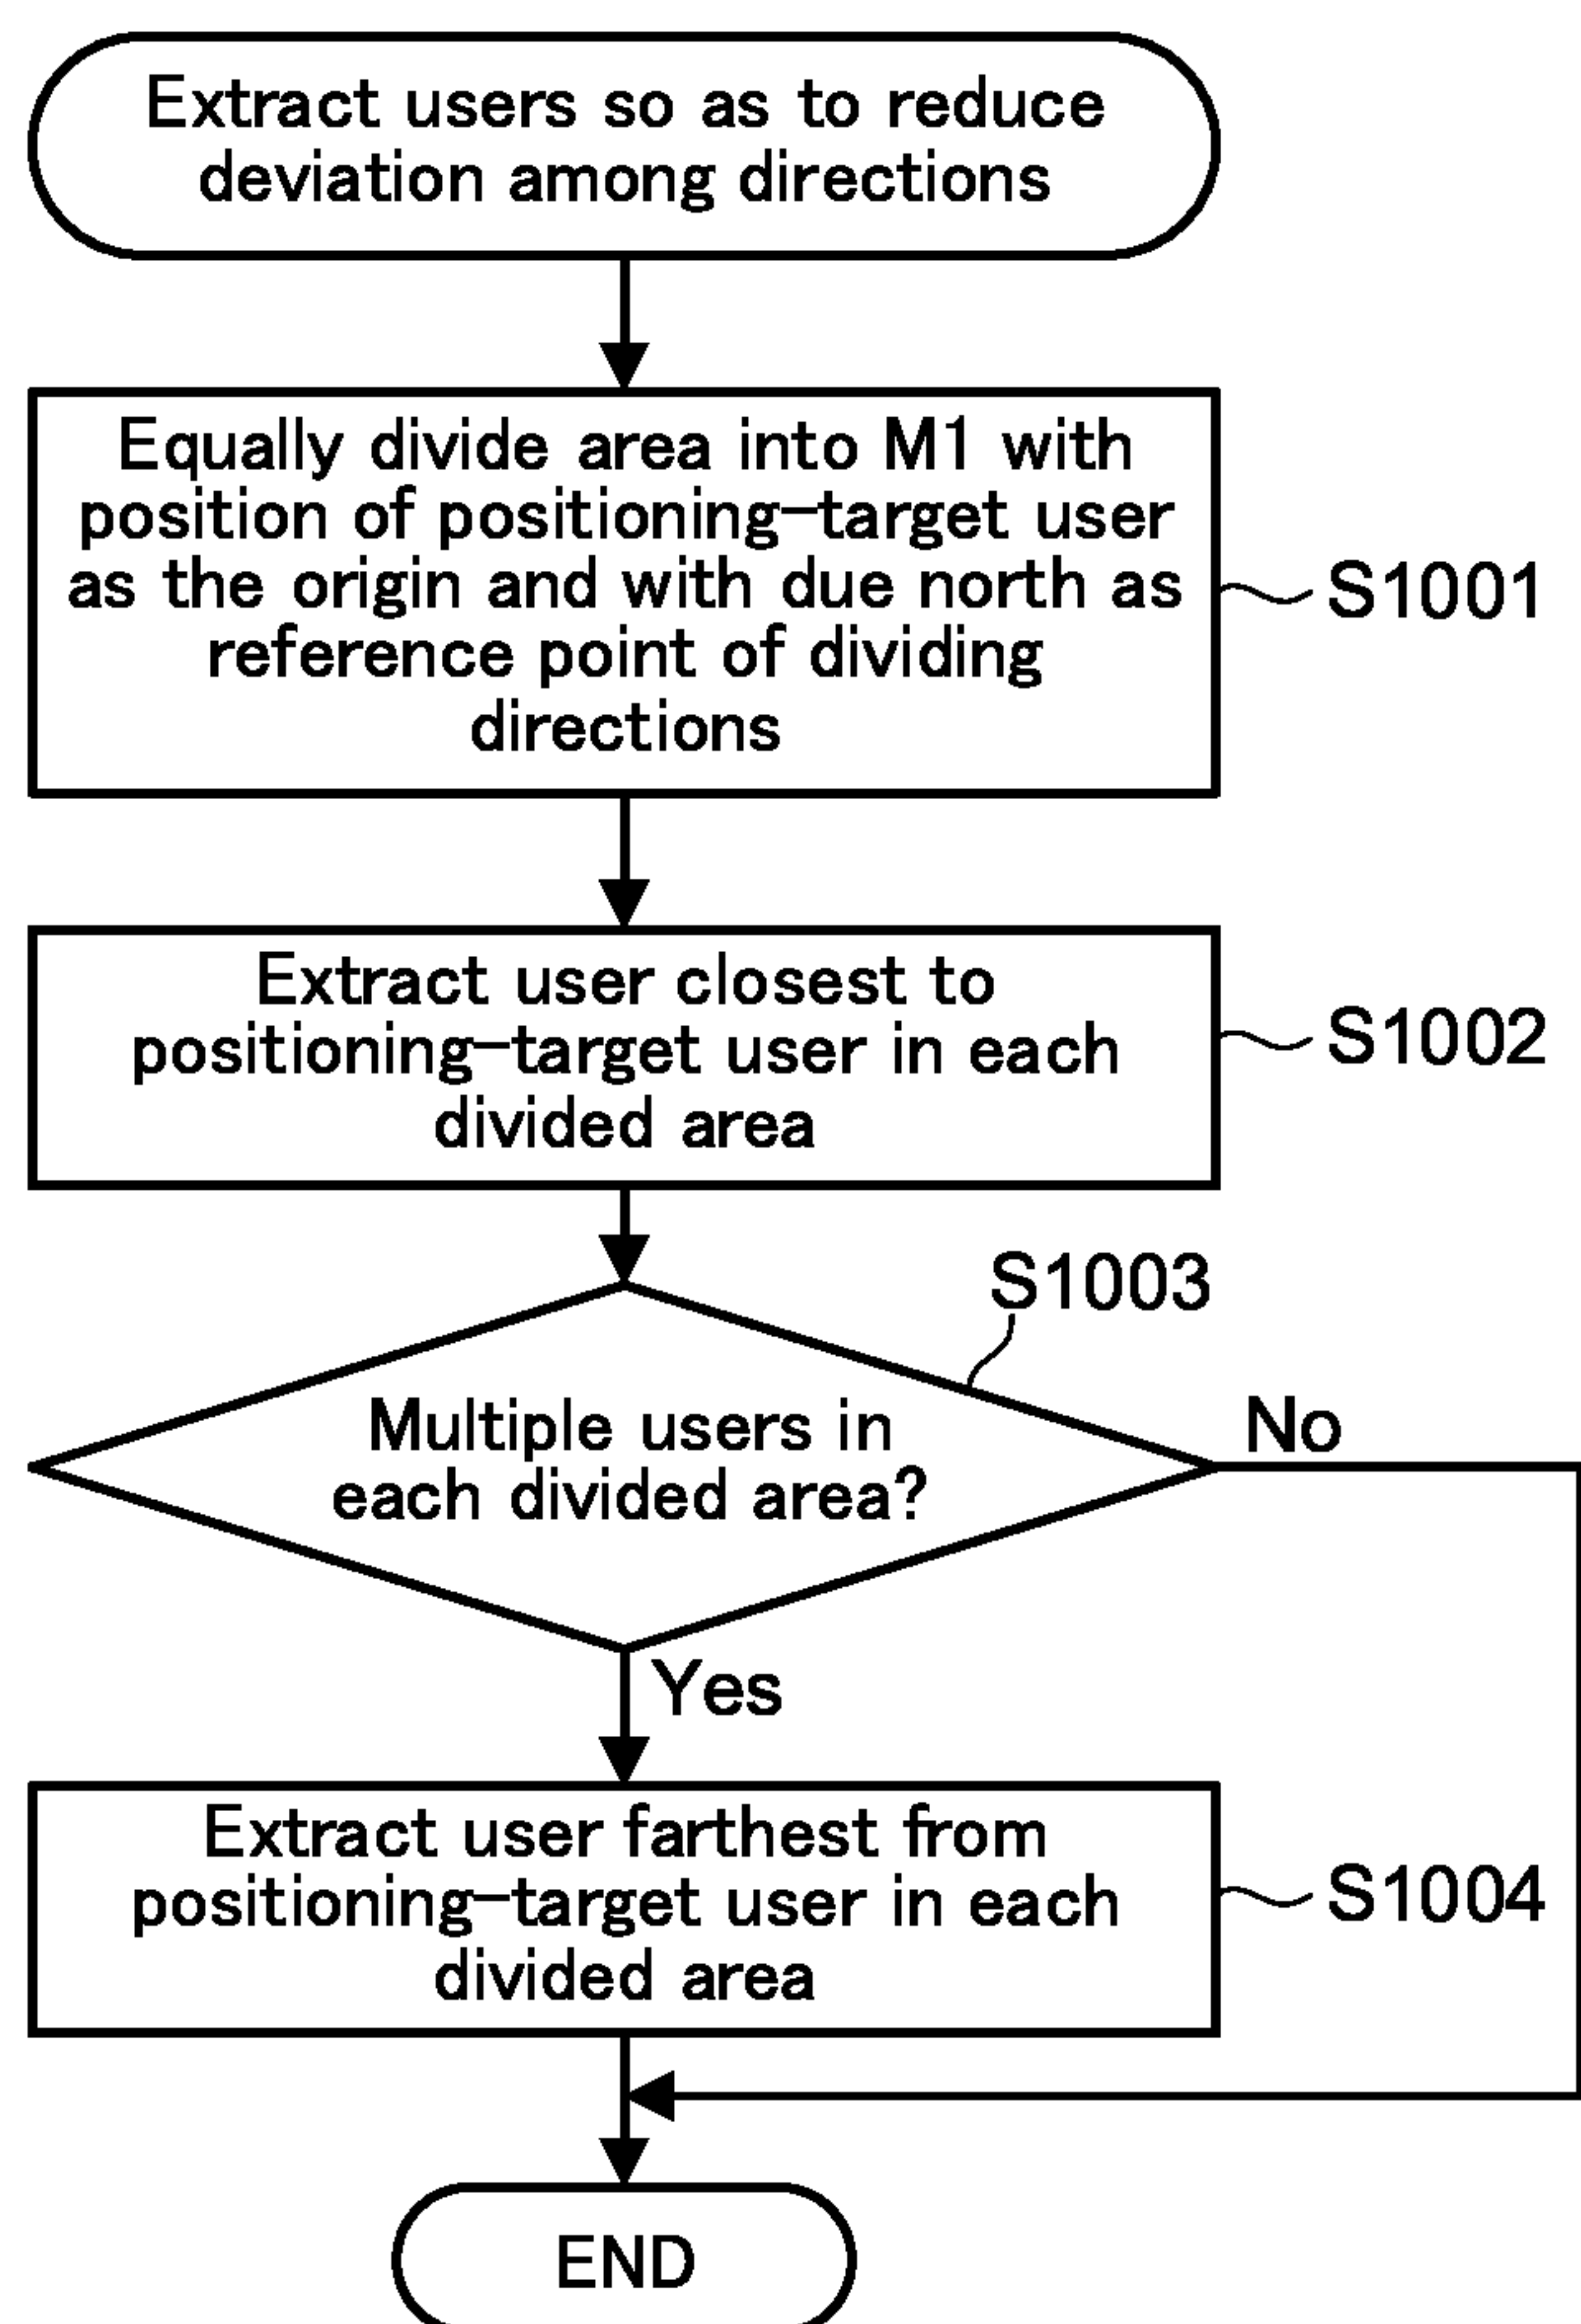 Extract users so as to reduce
deviation among directions
Equally divide area into M1 with
position of positioning-target user
as the origin and with due north as
reference point of dividing
directions
S1001
Extract user closest to
positioning-target user in each
divided area
S1002
S1003
Multiple users in
each divided area?
No
Yes
Extract user farthest from
positioning-target user in each
divided area
S1004
END